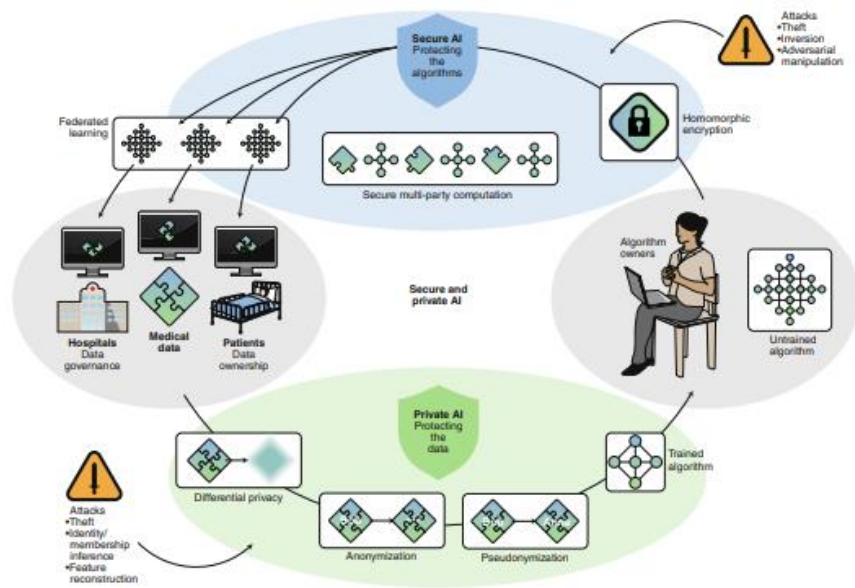 Secure AI
Protecting
the
algorithms
Attacks
•Theft
•Inversion
•Adversarial
manipulation
Federated
learning
Homomorphic
encryption
Secure multi-party computation
Algorithm
owners
Untrained
algorithm
Secure and
private AI
Hospitals
Data
governance
Medical
data
Patients
Data
ownership
Private AI
Protecting
the
data
Differential privacy
Trained
algorithm
Attacks
•Theft
•Identity/
membership
inference
•Feature
reconstruction
Anonymization
Pseudonymization